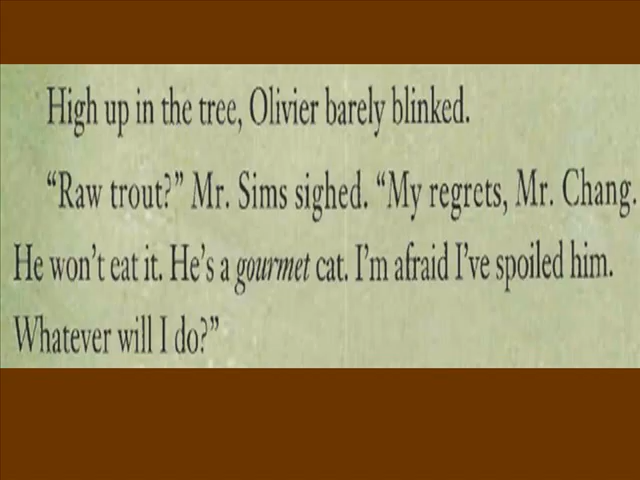 High up in the tree, Olivier barely blinked.
“Raw trout?” Mr. Sims sighed. “My regrets, Mr. Chang.
He won’t eat it. He’s a gourmet cat. I’m afraid I’ve spoiled him.
Whatever will I do?”